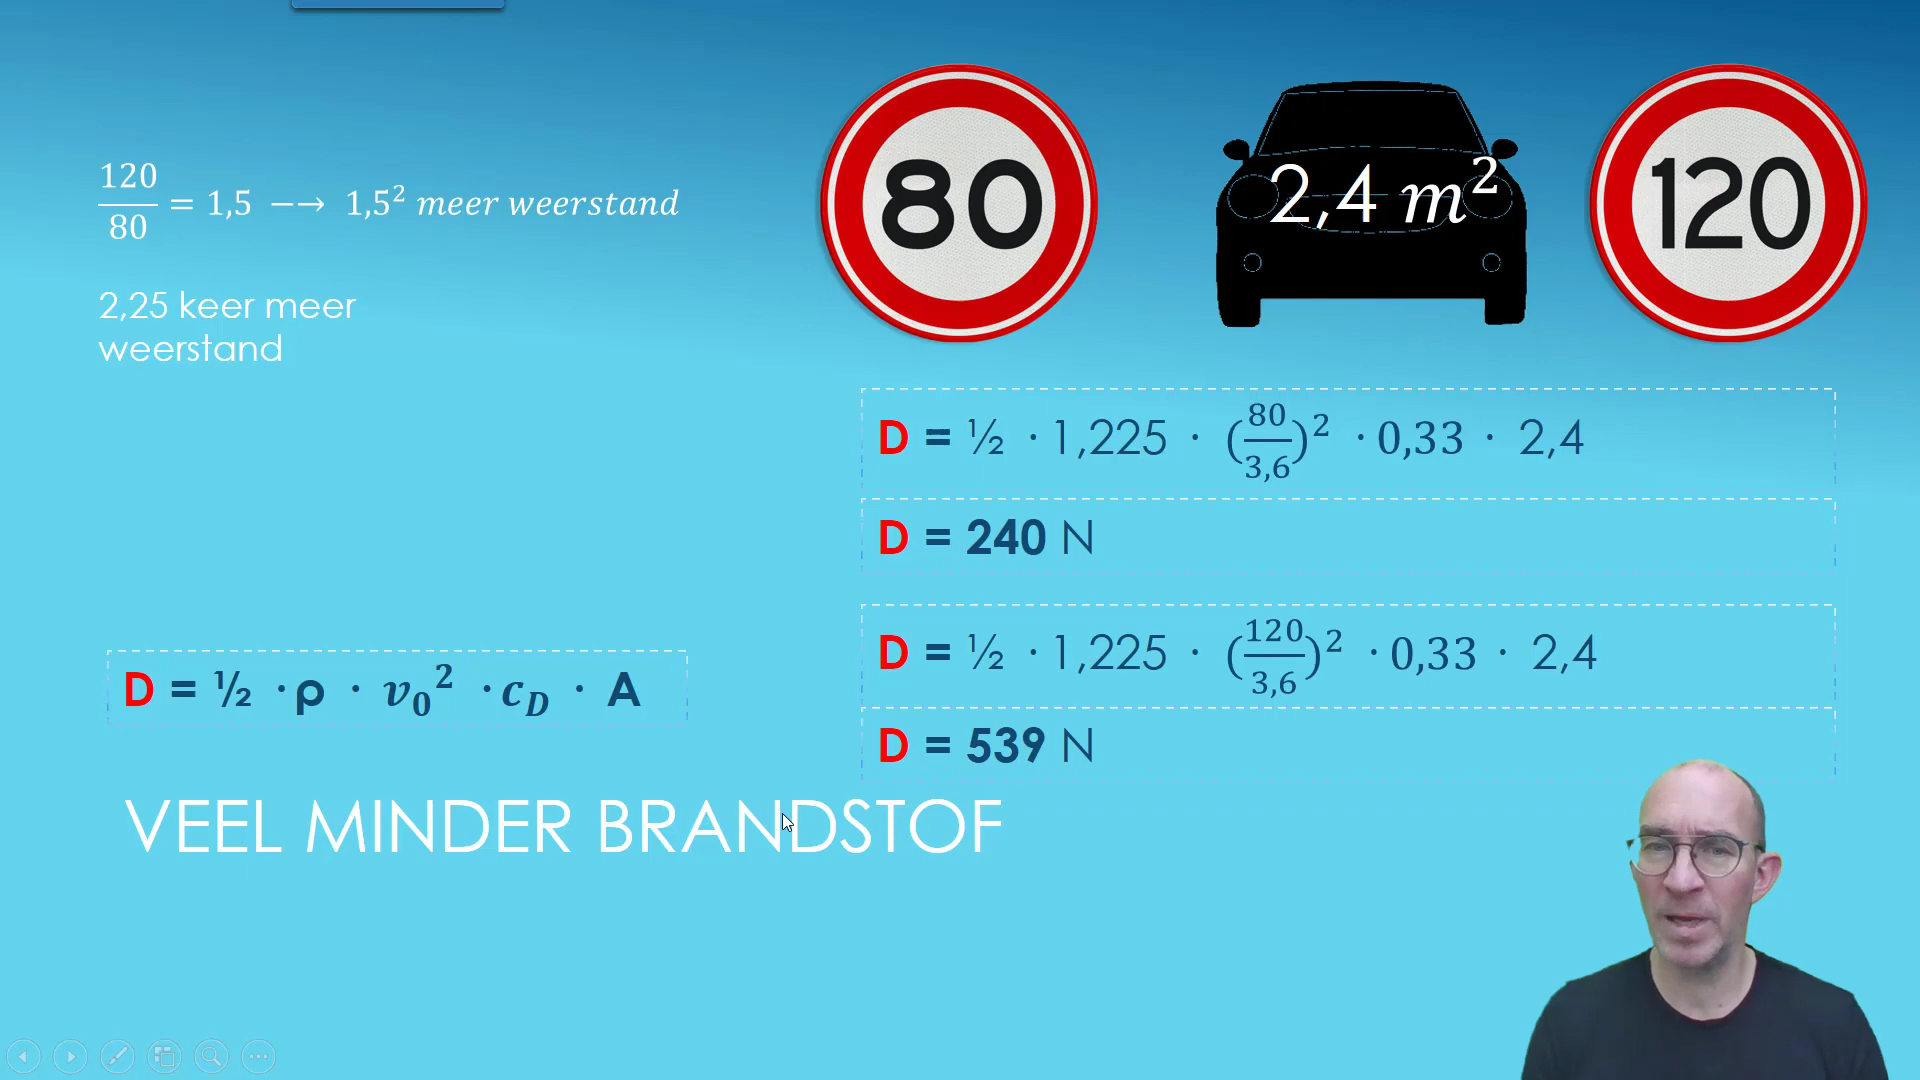 120/80 = 1,5 −→ 1,5² meer weerstand
2,25 keer meer
weerstand
80
2,4 m²
120
D = ½ · 1,225 · (80/3,6)² · 0,33 · 2,4
D = 240 N
D = ½ · 1,225 · (120/3,6)² · 0,33 · 2,4
D = 539 N
D = ½ · ρ · v₀² · c_D · A
VEEL MINDER BRANDSTOF